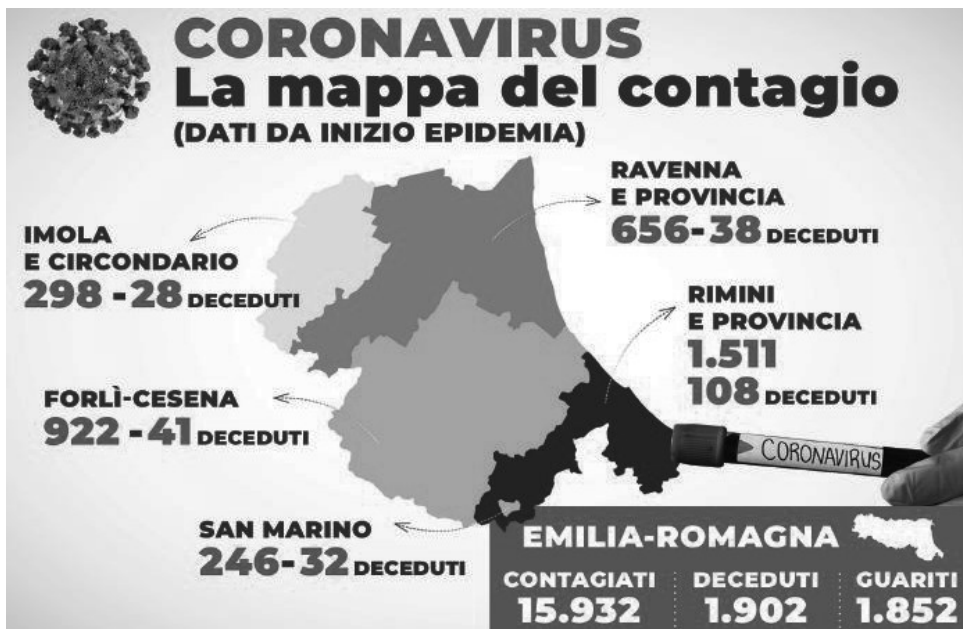 CORONAVIRUS
La mappa del contagio
(DATI DA INIZIO EPIDEMIA)
RAVENNA
E PROVINCIA
656-38 DECEDUTI
IMOLA
E CIRCONDARIO
298 -28 DECEDUTI
RIMINI
E PROVINCIA
1.511
108 DECEDUTI
FORLÌ-CESENA
922 -41 DECEDUTI
CORONAVIRUS
SAN MARINO
246-32 DECEDUTI
EMILIA-ROMAGNA
CONTAGIATI DECEDUTI GUARITI
15.932 1.902 1.852